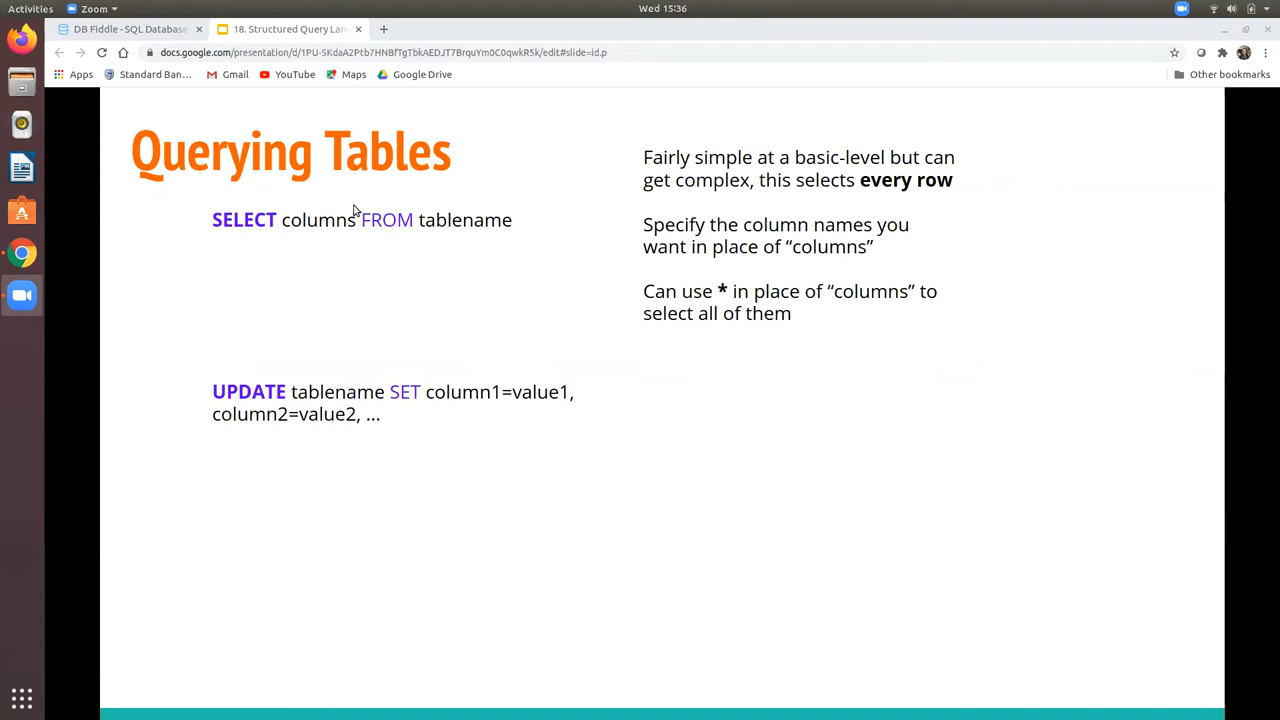 Activities
Zoom
Wed 15:36
DB Fiddle - SQL Database
18. Structured Query Lan
docs.google.com/presentation/d/1PU-5KdaA2Ptb7HNBfTgTbkAEDJT7BrquYm0C0qwkR5k/edit#slide=id.p
Apps
Standard Ban...
Gmail
YouTube
Maps
Google Drive
Other bookmarks
Querying Tables
SELECT columns FROM tablename
Fairly simple at a basic-level but can
get complex, this selects every row
Specify the column names you
want in place of “columns”
Can use * in place of “columns” to
select all of them
UPDATE tablename SET column1=value1,
column2=value2, ...